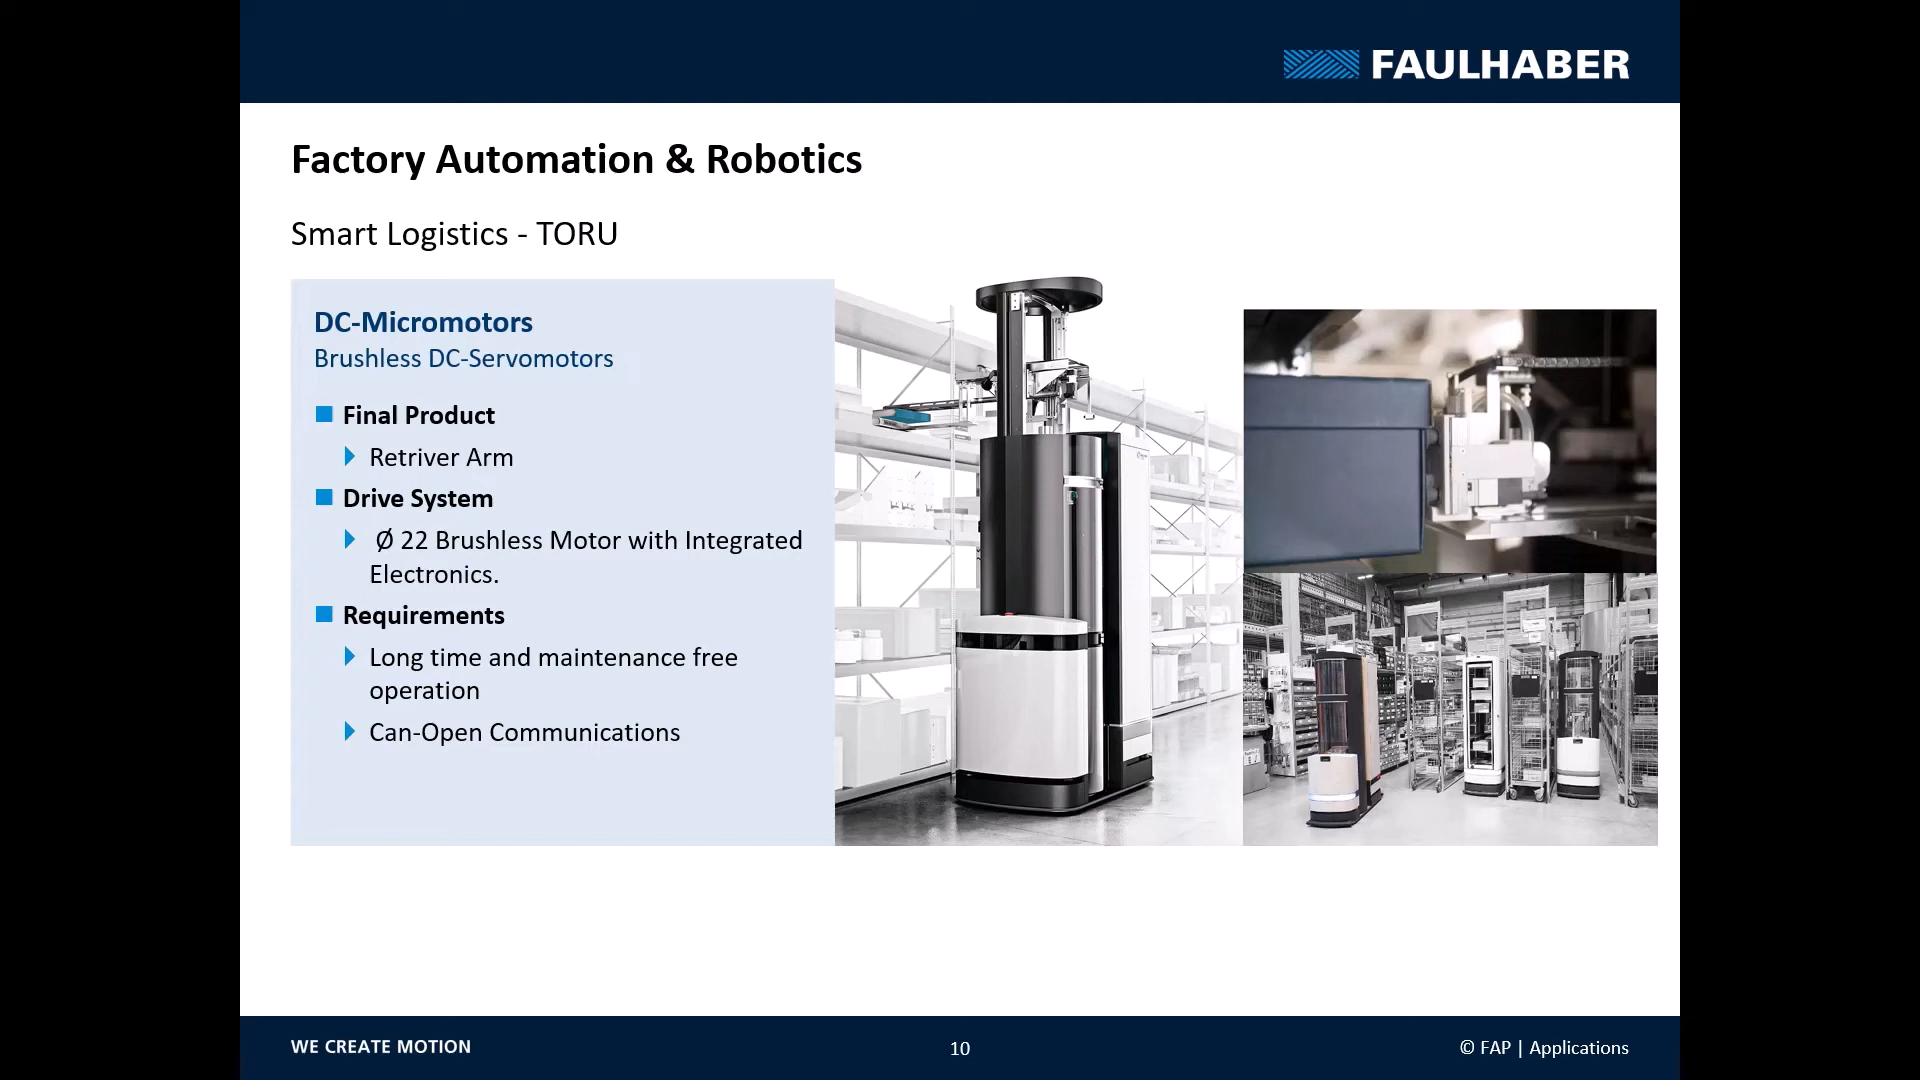 FAULHABER
Factory Automation & Robotics
Smart Logistics - TORU
DC-Micromotors
Brushless DC-Servomotors
Final Product
Retriver Arm
Drive System
Ø 22 Brushless Motor with Integrated
Electronics.
Requirements
Long time and maintenance free
operation
Can-Open Communications
WE CREATE MOTION
10
© FAP | Applications